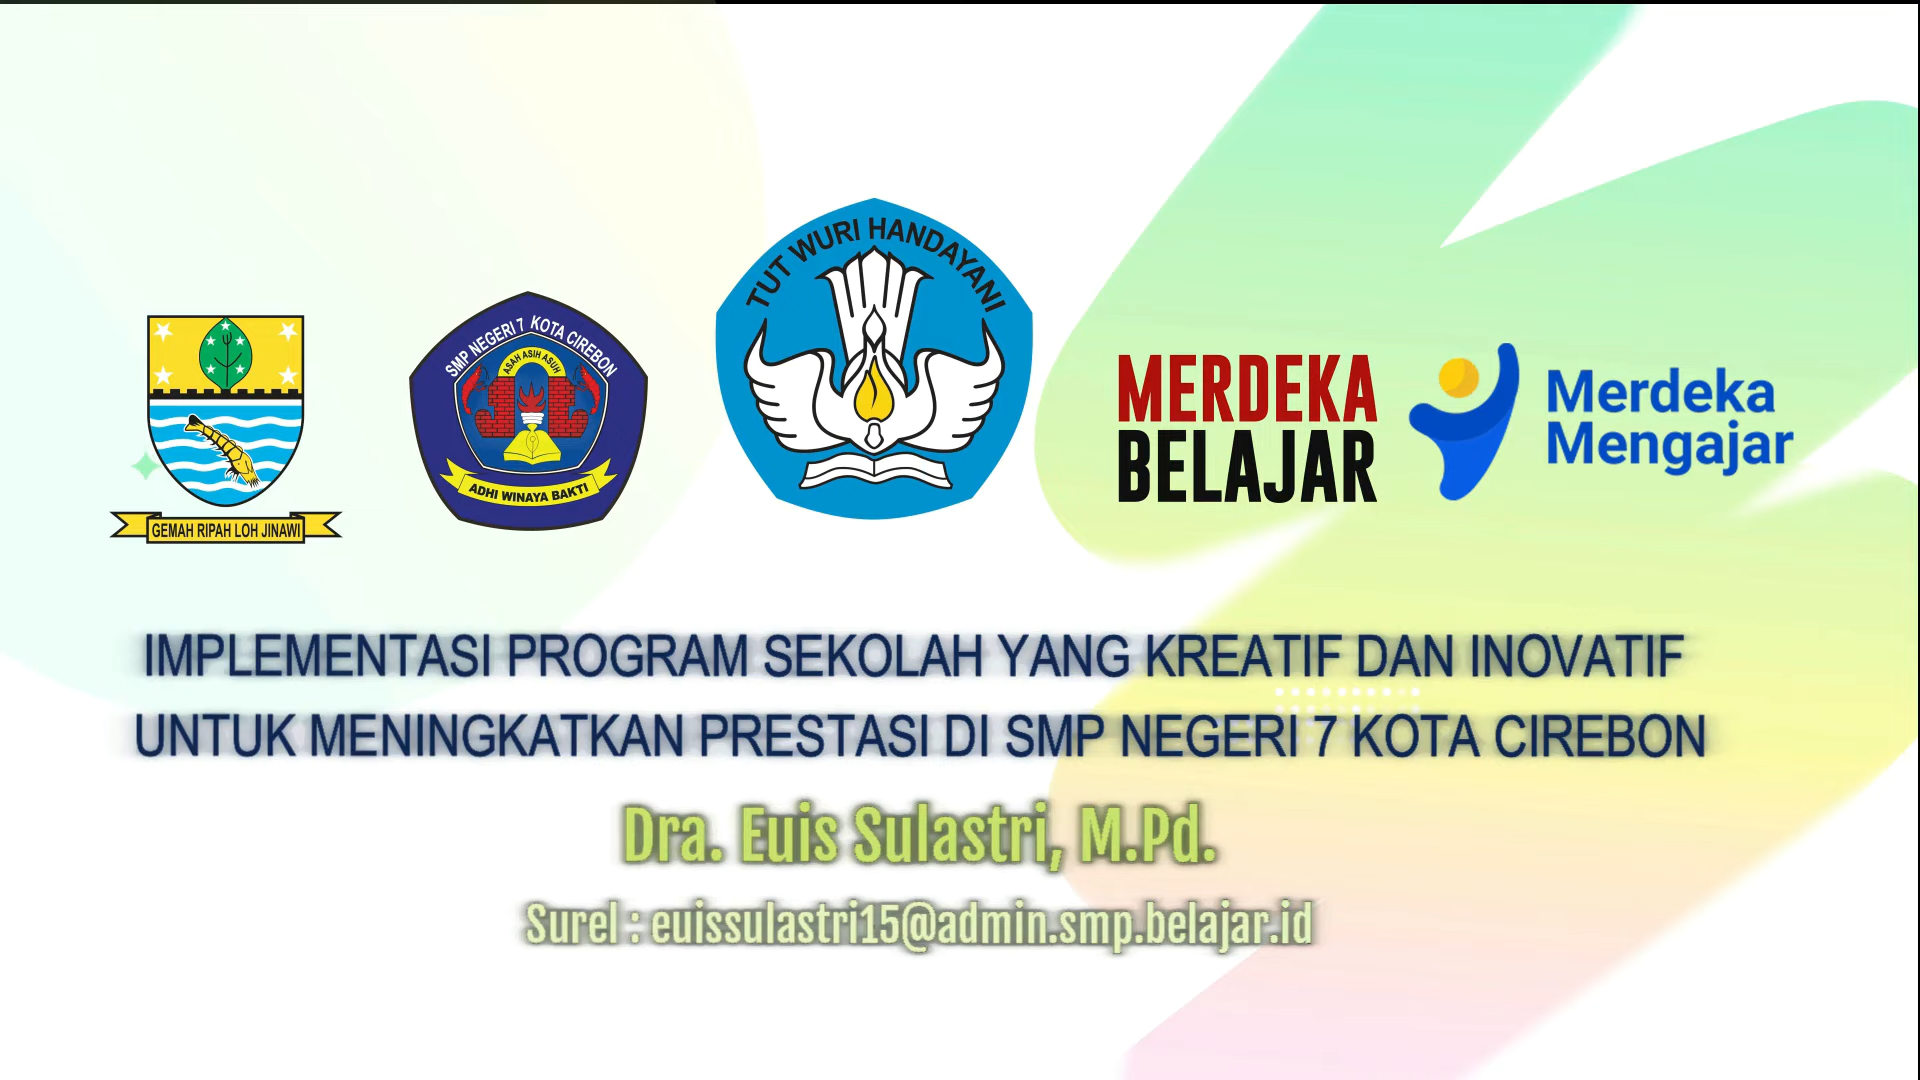 GEMAH RIPAH LOH JINAWI
SMP NEGERI 7 KOTA CIREBON
ASAH ASIH ASUH
ADHI WINAYA BAKTI
TUT WURI HANDAYANI
MERDEKA
BELAJAR
Merdeka
Mengajar
IMPLEMENTASI PROGRAM SEKOLAH YANG KREATIF DAN INOVATIF
UNTUK MENINGKATKAN PRESTASI DI SMP NEGERI 7 KOTA CIREBON
Dra. Euis Sulastri, M.Pd.
Surel : euissulastri15@admin.smp.belajar.id